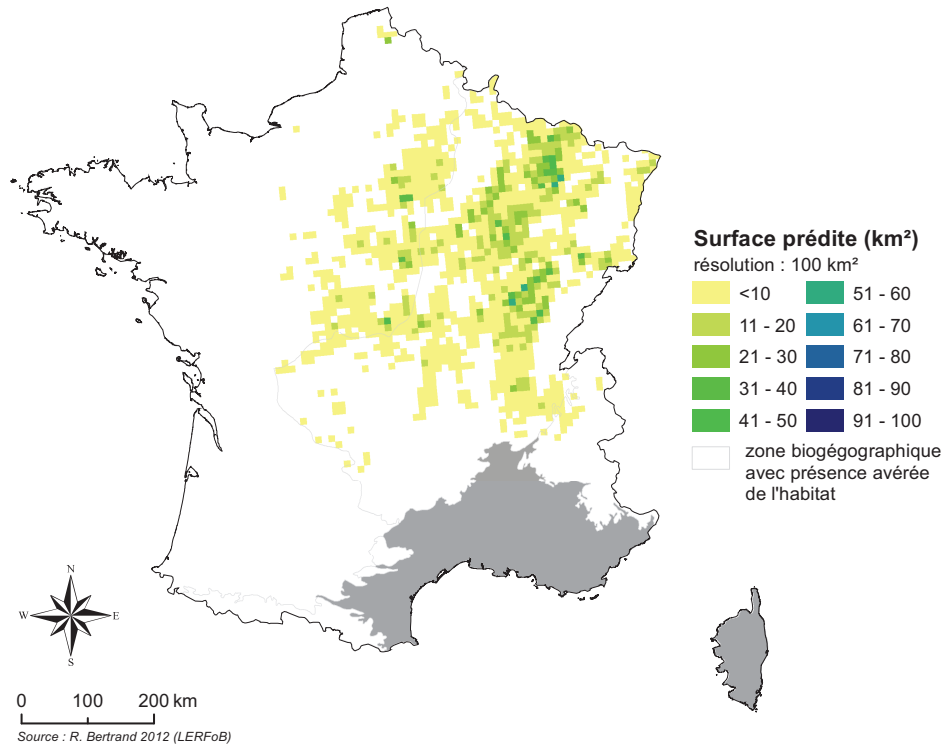 Surface prédite (km²)
résolution : 100 km²
<10
51 - 60
11 - 20
61 - 70
21 - 30
71 - 80
31 - 40
81 - 90
41 - 50
91 - 100
zone biogégographique
avec présence avérée
de l'habitat
N
W
E
S
0 100 200 km
Source : R. Bertrand 2012 (LERFoB)